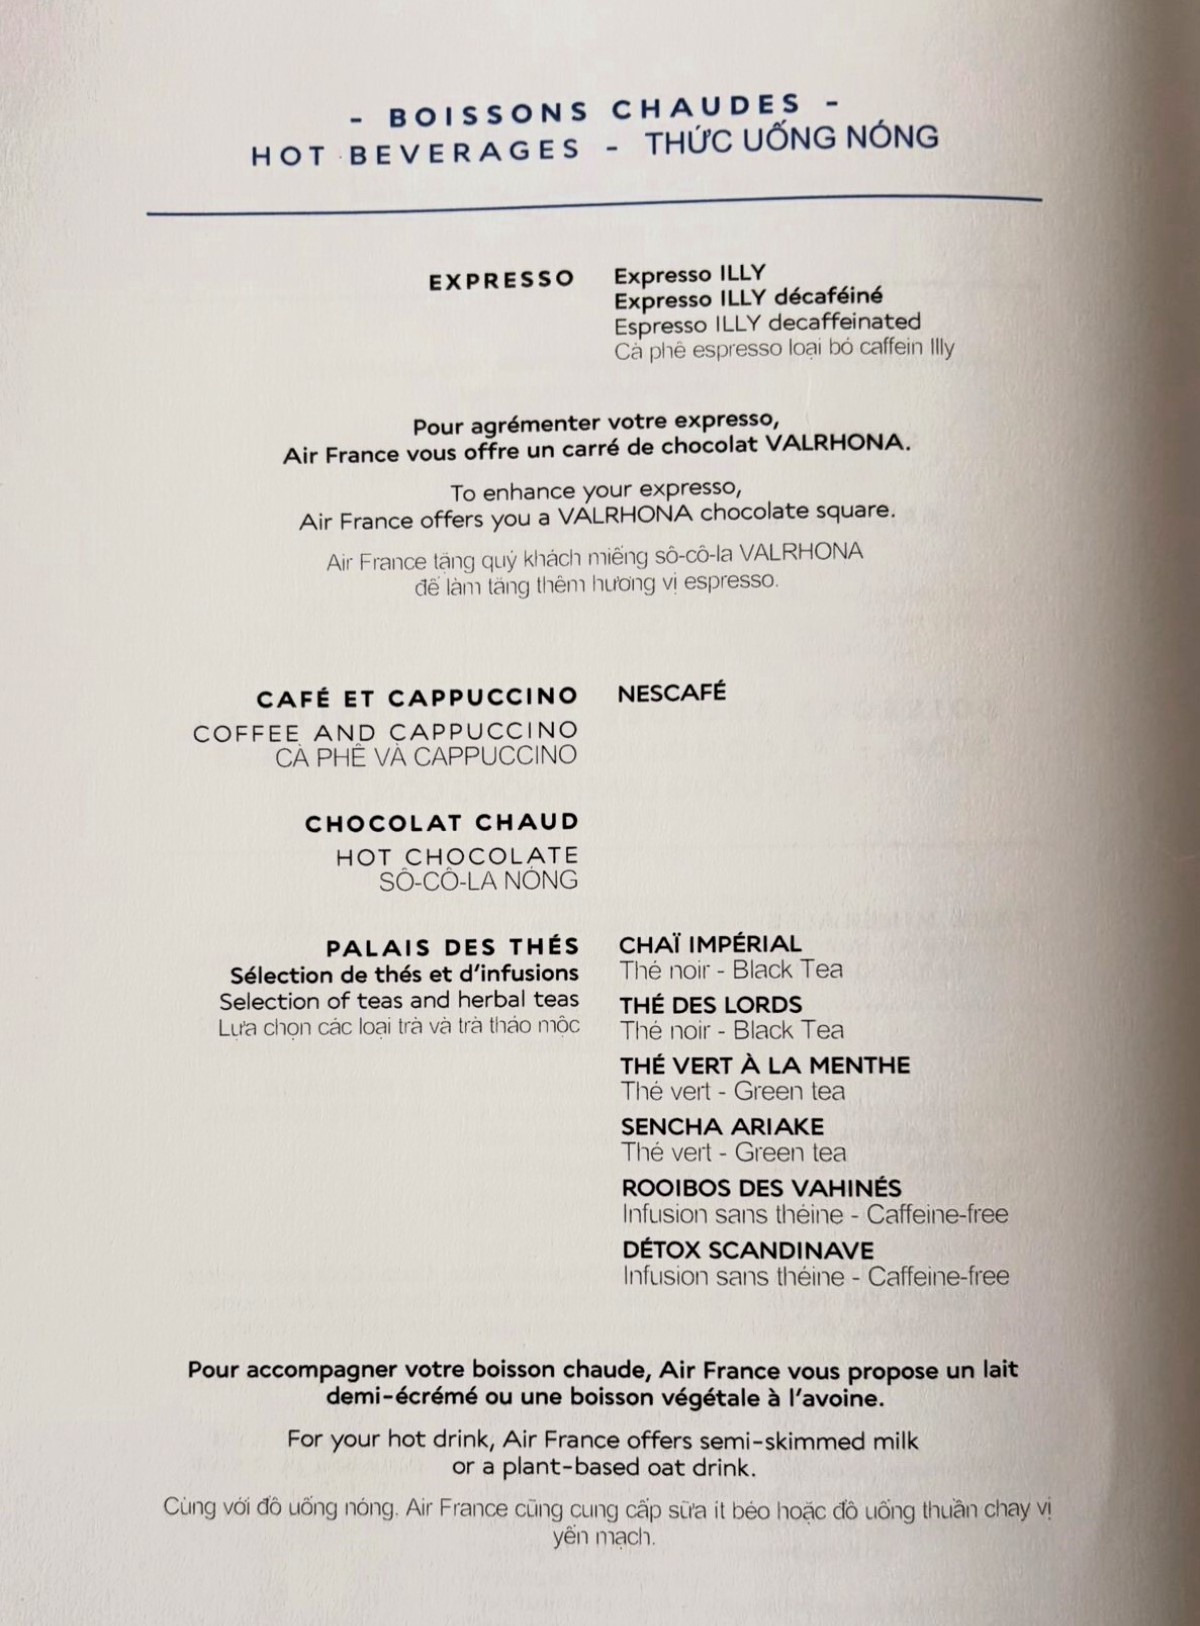 - BOISSONS CHAUDES -
HOT BEVERAGES - THỨC UỐNG NÓNG
EXPRESSO
Expresso ILLY
Expresso ILLY décaféiné
Espresso ILLY decaffeinated
Cà phê espresso loại bỏ caffein Illy
Pour agrémenter votre expresso,
Air France vous offre un carré de chocolat VALRHONA.
To enhance your expresso,
Air France offers you a VALRHONA chocolate square.
Air France tặng quý khách miếng sô-cô-la VALRHONA
để làm tăng thêm hương vị espresso.
CAFÉ ET CAPPUCCINO
NESCAFÉ
COFFEE AND CAPPUCCINO
CÀ PHÊ VÀ CAPPUCCINO
CHOCOLAT CHAUD
HOT CHOCOLATE
SÔ-CÔ-LA NÓNG
PALAIS DES THÉS
Sélection de thés et d'infusions
Selection of teas and herbal teas
Lựa chọn các loại trà và trà thảo mộc
CHAÏ IMPÉRIAL
Thé noir - Black Tea
THÉ DES LORDS
Thé noir - Black Tea
THÉ VERT À LA MENTHE
Thé vert - Green tea
SENCHA ARIAKE
Thé vert - Green tea
ROOIBOS DES VAHINÉS
Infusion sans théine - Caffeine-free
DÉTOX SCANDINAVE
Infusion sans théine - Caffeine-free
Pour accompagner votre boisson chaude, Air France vous propose un lait
demi-écrémé ou une boisson végétale à l'avoine.
For your hot drink, Air France offers semi-skimmed milk
or a plant-based oat drink.
Cùng với đồ uống nóng. Air France cũng cung cấp sữa ít béo hoặc đồ uống thuần chay vị
yến mạch.